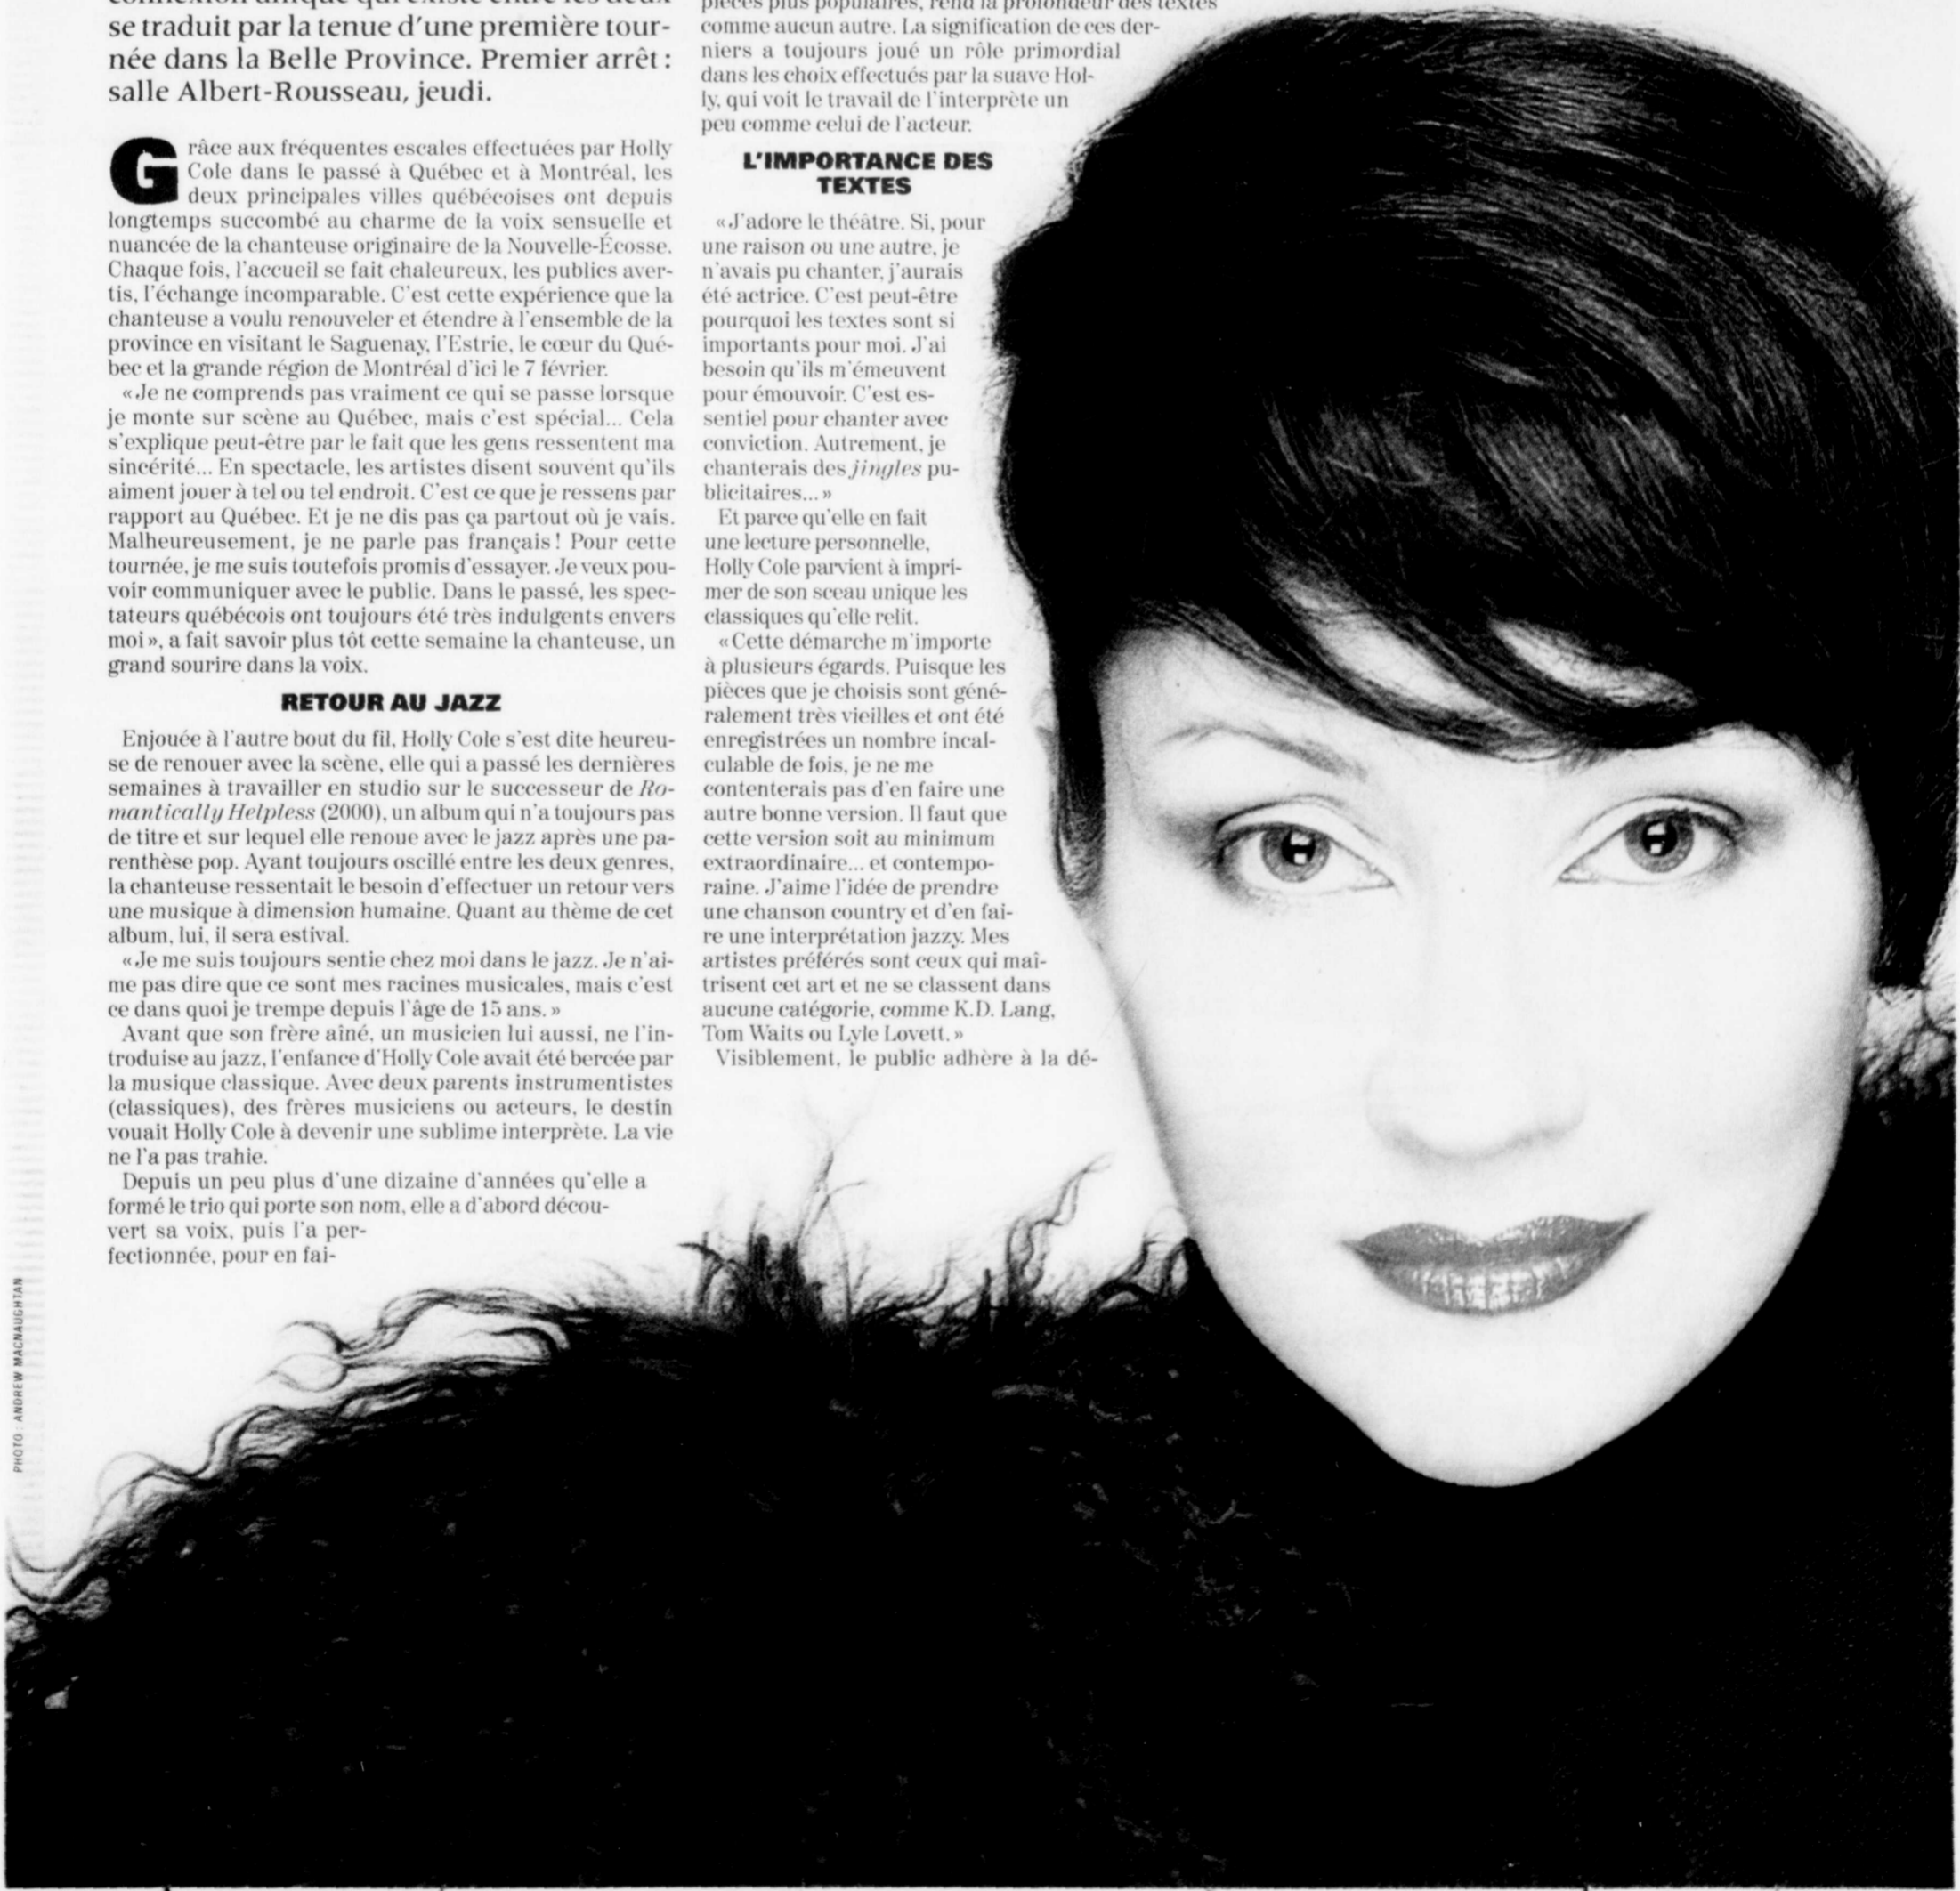 connexion unique qui existe entre les deux
se traduit par la tenue d'une première tour-
née dans la Belle Province. Premier arrêt :
salle Albert-Rousseau, jeudi.
Grâce aux fréquentes escales effectuées par Holly
Cole dans le passé à Québec et à Montréal, les
deux principales villes québécoises ont depuis
longtemps succombé au charme de la voix sensuelle et
nuancée de la chanteuse originaire de la Nouvelle-Écosse.
Chaque fois, l'accueil se fait chaleureux, les publics aver-
tis, l'échange incomparable. C'est cette expérience que la
chanteuse a voulu renouveler et étendre à l'ensemble de la
province en visitant le Saguenay, l'Estrie, le cœur du Qué-
bec et la grande région de Montréal d'ici le 7 février.
«Je ne comprends pas vraiment ce qui se passe lorsque
je monte sur scène au Québec, mais c'est spécial... Cela
s'explique peut-être par le fait que les gens ressentent ma
sincérité... En spectacle, les artistes disent souvent qu'ils
aiment jouer à tel ou tel endroit. C'est ce que je ressens par
rapport au Québec. Et je ne dis pas ça partout où je vais.
Malheureusement, je ne parle pas français! Pour cette
tournée, je me suis toutefois promis d'essayer. Je veux pou-
voir communiquer avec le public. Dans le passé, les spec-
tateurs québécois ont toujours été très indulgents envers
moi», a fait savoir plus tôt cette semaine la chanteuse, un
grand sourire dans la voix.
RETOUR AU JAZZ
Enjouée à l'autre bout du fil, Holly Cole s'est dite heureu-
se de renouer avec la scène, elle qui a passé les dernières
semaines à travailler en studio sur le successeur de Ro-
mantically Helpless (2000), un album qui n'a toujours pas
de titre et sur lequel elle renoue avec le jazz après une pa-
renthèse pop. Ayant toujours oscillé entre les deux genres,
la chanteuse ressentait le besoin d'effectuer un retour vers
une musique à dimension humaine. Quant au thème de cet
album, lui, il sera estival.
«Je me suis toujours sentie chez moi dans le jazz. Je n'ai-
me pas dire que ce sont mes racines musicales, mais c'est
ce dans quoi je trempe depuis l'âge de 15 ans.»
Avant que son frère aîné, un musicien lui aussi, ne l'in-
troduise au jazz, l'enfance d'Holly Cole avait été bercée par
la musique classique. Avec deux parents instrumentistes
(classiques), des frères musiciens ou acteurs, le destin
vouait Holly Cole à devenir une sublime interprète. La vie
ne l'a pas trahie.
Depuis un peu plus d'une dizaine d'années qu'elle a
formé le trio qui porte son nom, elle a d'abord décou-
vert sa voix, puis l'a per-
fectionnée, pour en fai-
pièces plus populaires, rend la profondeur des textes
comme aucun autre. La signification de ces der-
niers a toujours joué un rôle primordial
dans les choix effectués par la suave Hol-
ly, qui voit le travail de l'interprète un
peu comme celui de l'acteur.
L'IMPORTANCE DES
TEXTES
«J'adore le théâtre. Si, pour
une raison ou une autre, je
n'avais pu chanter, j'aurais
été actrice. C'est peut-être
pourquoi les textes sont si
importants pour moi. J'ai
besoin qu'ils m'émeuvent
pour émouvoir. C'est es-
sentiel pour chanter avec
conviction. Autrement, je
chanterais des jingles pu-
blicitaires...»
Et parce qu'elle en fait
une lecture personnelle,
Holly Cole parvient à impri-
mer de son sceau unique les
classiques qu'elle relit.
«Cette démarche m'importe
à plusieurs égards. Puisque les
pièces que je choisis sont géné-
ralement très vieilles et ont été
enregistrées un nombre incal-
culable de fois, je ne me
contenterais pas d'en faire une
autre bonne version. Il faut que
cette version soit au minimum
extraordinaire... et contempo-
raine. J'aime l'idée de prendre
une chanson country et d'en fai-
re une interprétation jazzy. Mes
artistes préférés sont ceux qui maî-
trisent cet art et ne se classent dans
aucune catégorie, comme K.D. Lang,
Tom Waits ou Lyle Lovett.»
Visiblement, le public adhère à la dé-
PHOTO : ANDREW MACNAUGHTAN